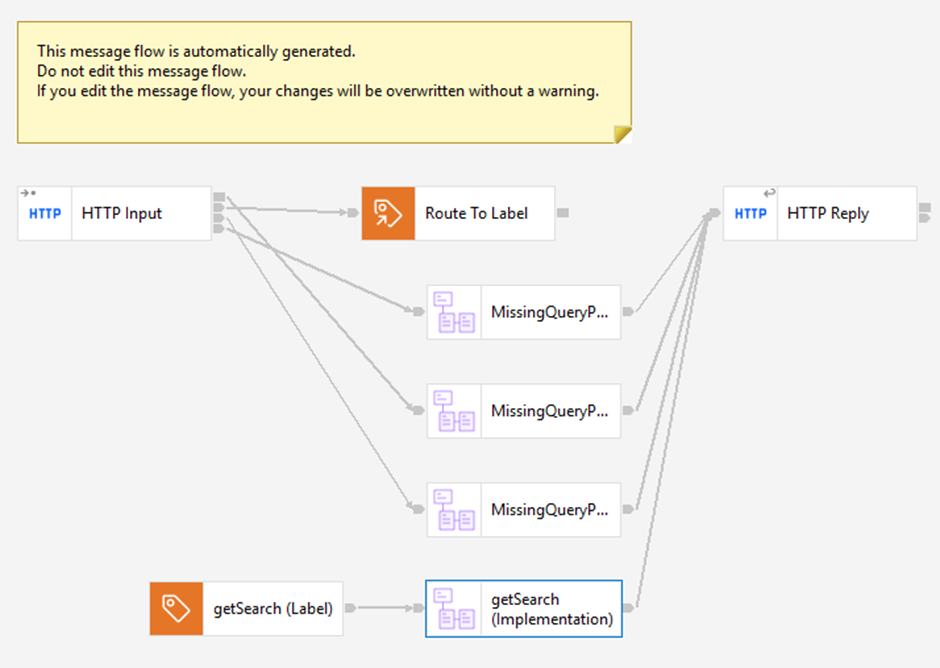 This message flow is automatically generated.
Do not edit this message flow.
If you edit the message flow, your changes will be overwritten without a warning.
HTTP HTTP Input
Route To Label
HTTP HTTP Reply
MissingQueryP...
MissingQueryP...
MissingQueryP...
getSearch (Label)
getSearch
(Implementation)